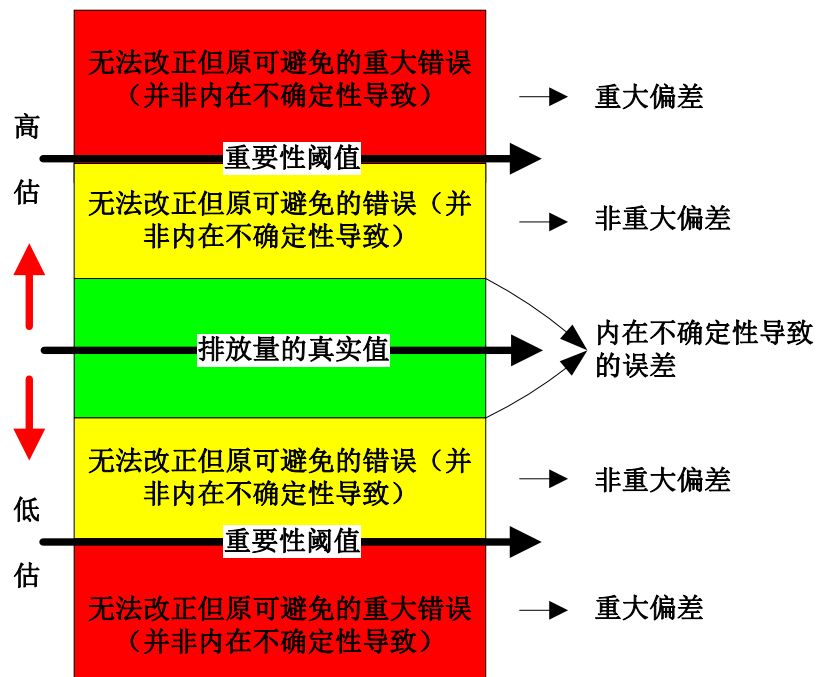 无法改正但原可避免的重大错误
（并非内在不确定性导致）
重大偏差
高
估
重要性阈值
无法改正但原可避免的错误（并
非内在不确定性导致）
非重大偏差
排放量的真实值
内在不确定性导致
的误差
无法改正但原可避免的错误（并
非内在不确定性导致）
非重大偏差
低
估
重要性阈值
无法改正但原可避免的重大错误
（并非内在不确定性导致）
重大偏差